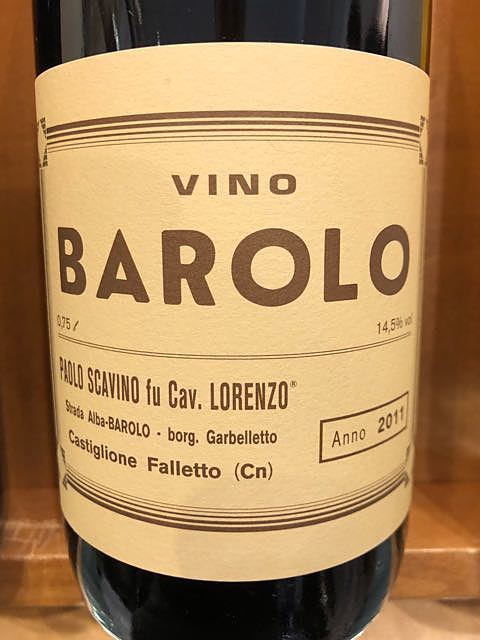 VINO
BAROLO
0,75 l
14,5% vol
PAOLO SCAVINO fu Cav. LORENZO®
Strada Alba-BAROLO - borg. Garbelletto
Castiglione Falletto (Cn)
Anno 2011